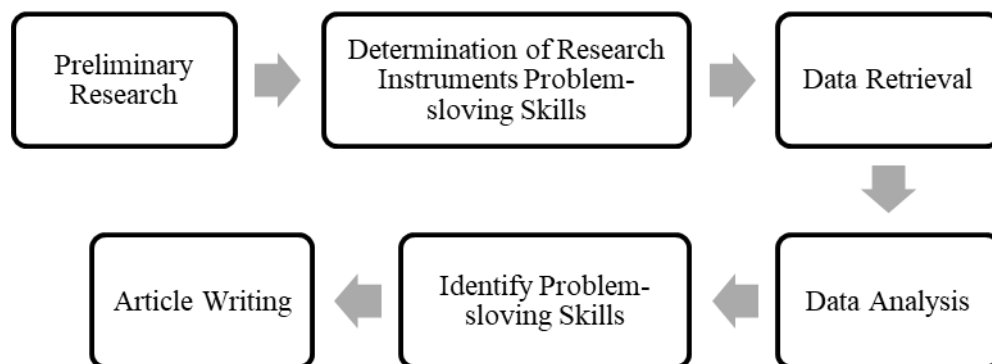 Preliminary
Research
Determination of Research
Instruments Problem-
sloving Skills
Data Retrieval
Data Analysis
Identify Problem-
sloving Skills
Article Writing